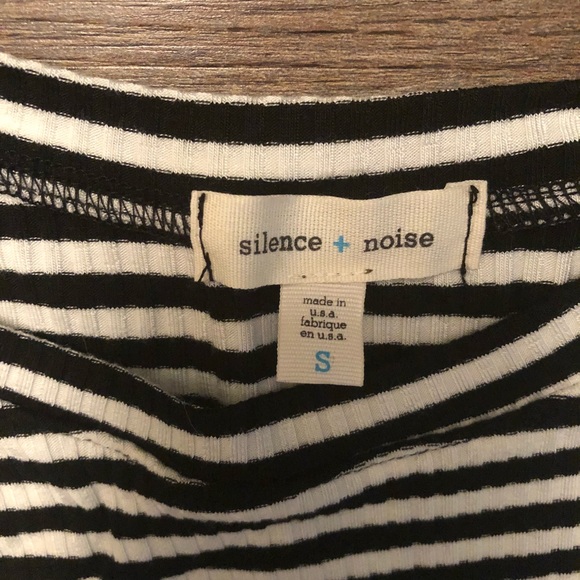 silence + noise
made in
u.s.a.
fabrique
en u.s.a.
S